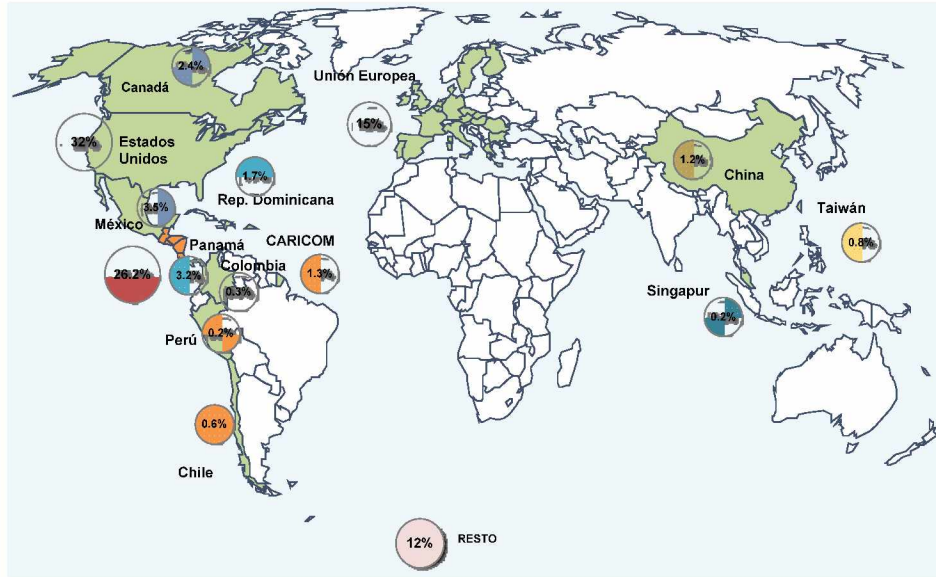 2.4%
Canadá
Unión Europea
32%
Estados
Unidos
15%
1.2%
China
1.7%
Rep. Dominicana
3.5%
México
Taiwán
0.8%
Panamá
CARICOM
26.2%
3.2%
Colombia
1.3%
0.3%
Singapur
0.2%
Perú
0.2%
0.6%
Chile
12%
RESTO